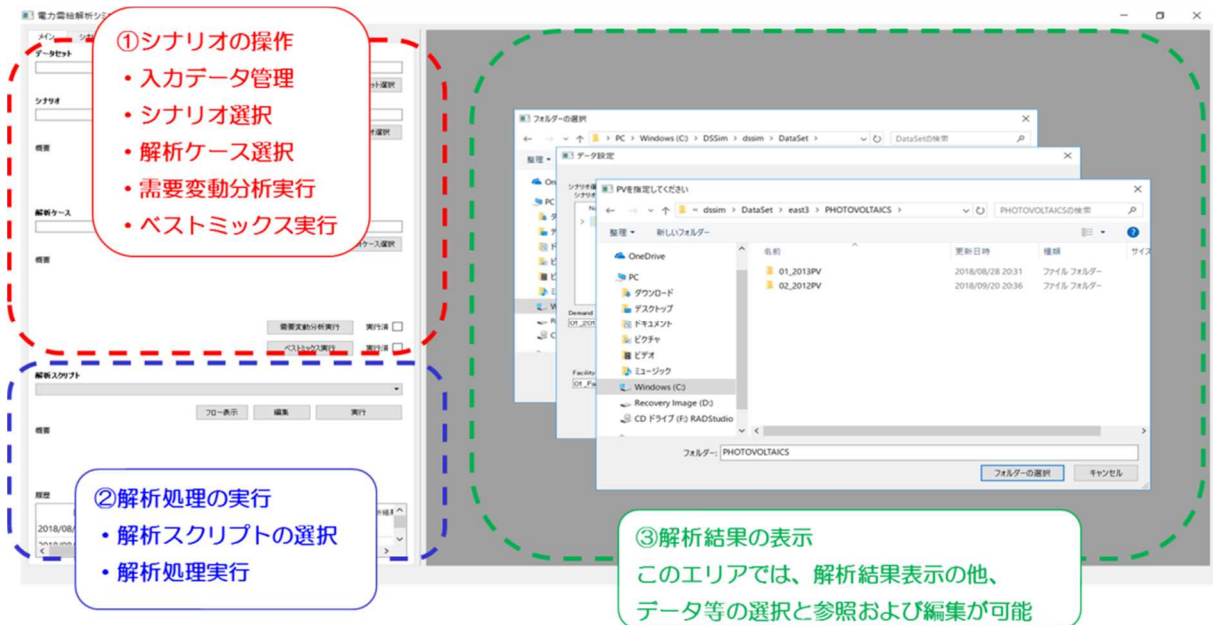 電力需給解析シ
メイン
データセット
シナリオ
概要
解析ケース
ケース選択
概要
需要変動分析実行 実行済
ベストミックス実行 実行済
①シナリオの操作
・入力データ管理
・シナリオ選択
・解析ケース選択
・需要変動分析実行
・ベストミックス実行
解析スクリプト
フロー表示 編集 実行
概要
履歴
2018/08/
②解析処理の実行
・解析スクリプトの選択
・解析処理実行
フォルダーの選択
PC > Windows (C:) > DSSim > dssim > DataSet >
DataSetの検索
整理
データ設定
Demand
Facility
PVを指定してください
« dssim > DataSet > east3 > PHOTOVOLTAICS >
PHOTOVOLTAICSの検索
整理 新しいフォルダー
名前 更新日時 種類 サイズ
OneDrive
PC
ダウンロード
デスクトップ
ドキュメント
ピクチャ
ビデオ
ミュージック
Windows (C:)
Recovery Image (D:)
CD ドライブ (F:) RADStudio
01_2013PV 2018/08/28 20:31 ファイル フォルダー
02_2012PV 2018/09/20 20:36 ファイル フォルダー
フォルダー: PHOTOVOLTAICS
フォルダーの選択 キャンセル
③解析結果の表示
このエリアでは、解析結果表示の他、
データ等の選択と参照および編集が可能